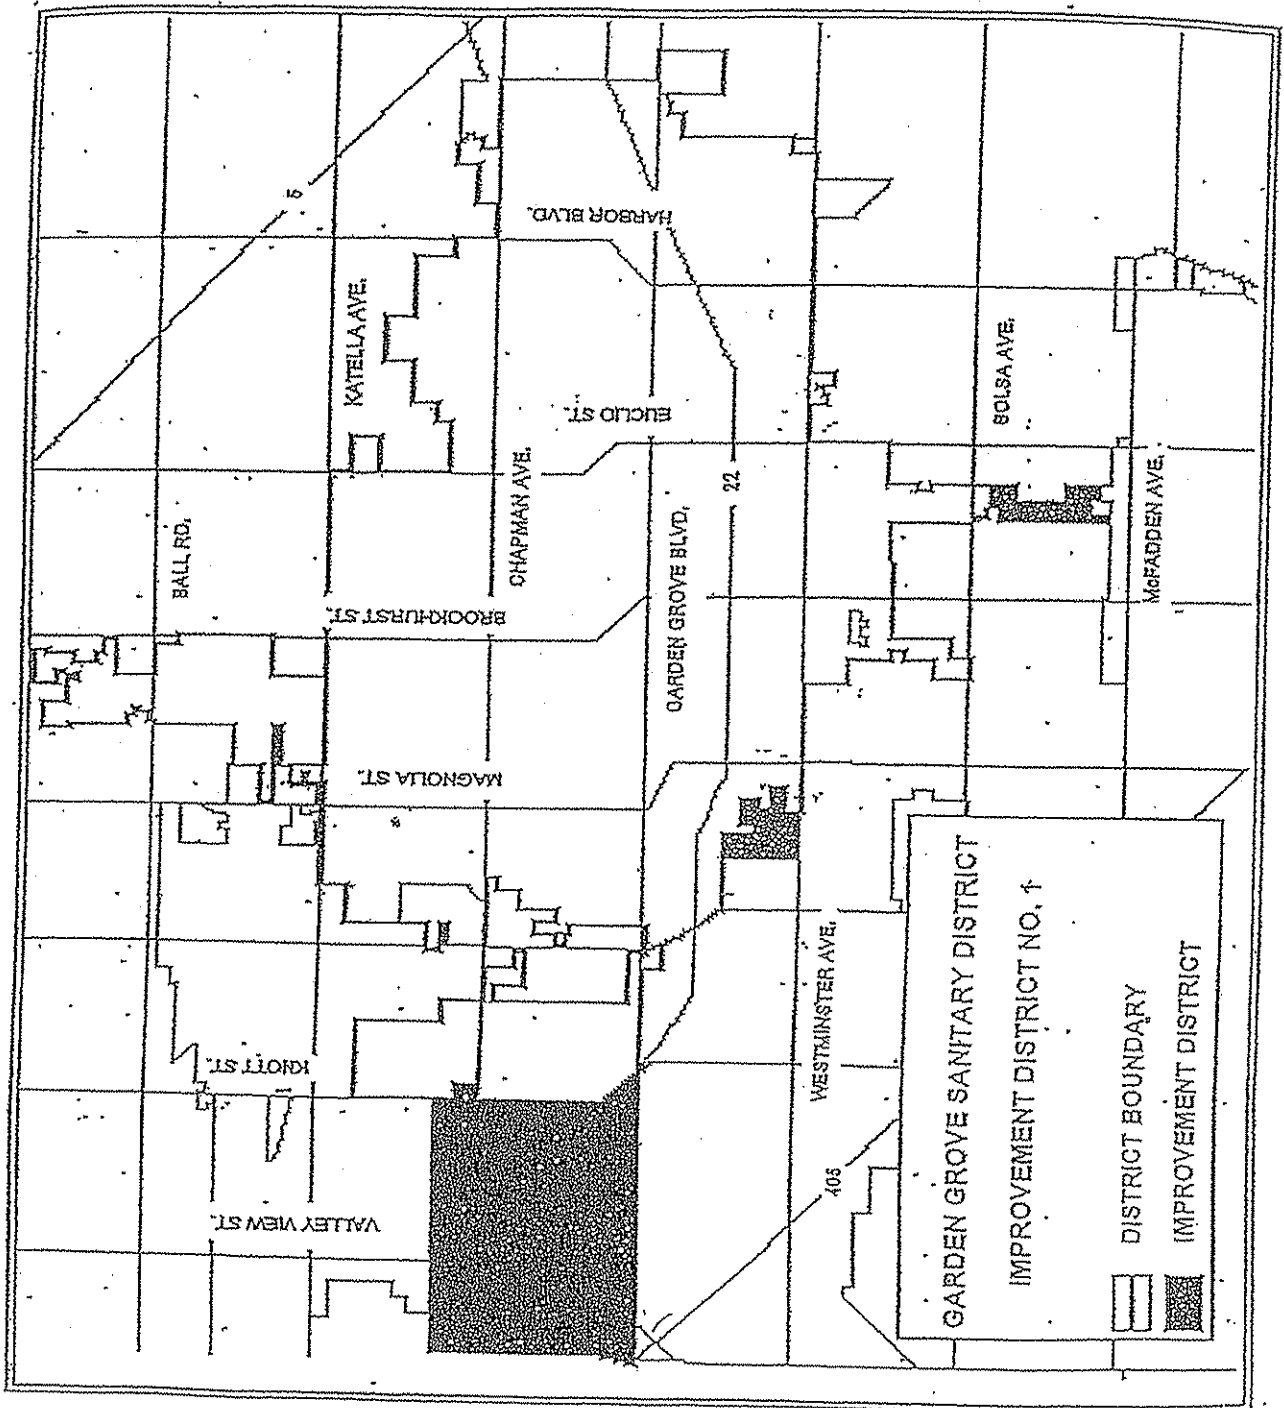 BALL RD.
KATELLA AVE.
CHAPMAN AVE.
GARDEN GROVE BLVD.
WESTMINSTER AVE.
BOLSA AVE.
McFADDEN AVE.
VALLEY VIEW ST.
KNOTT ST.
MAGNOLIA ST.
BROOKHURST ST.
EUCLID ST.
HARBOR BLVD.
5
22
405
GARDEN GROVE SANITARY DISTRICT
IMPROVEMENT DISTRICT NO. 1
DISTRICT BOUNDARY
IMPROVEMENT DISTRICT